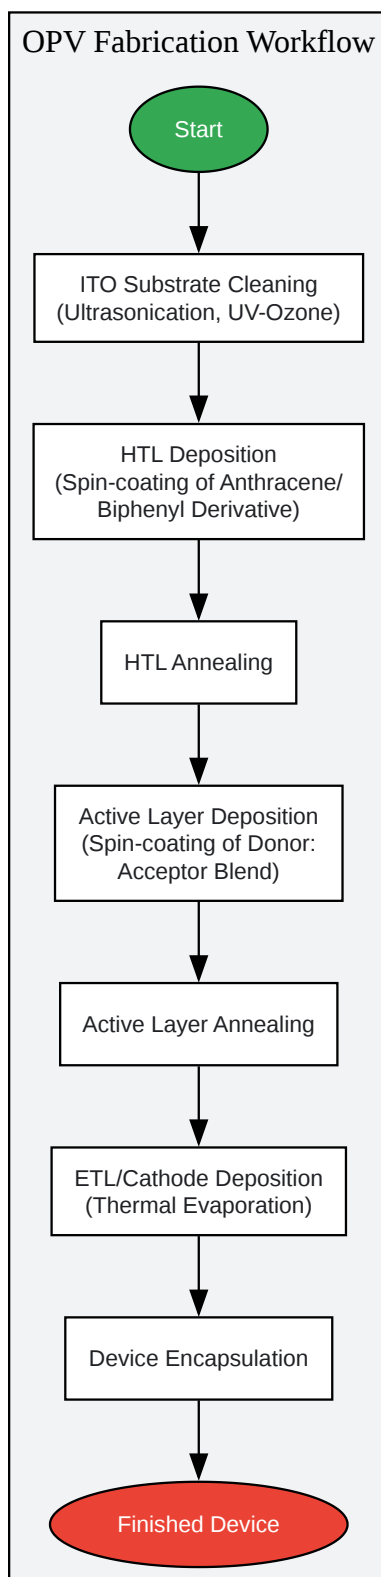 OPV Fabrication Workflow
Start
ITO Substrate Cleaning
(Ultrasonication, UV-Ozone)
HTL Deposition
(Spin-coating of Anthracene/
Biphenyl Derivative)
HTL Annealing
Active Layer Deposition
(Spin-coating of Donor:
Acceptor Blend)
Active Layer Annealing
ETL/Cathode Deposition
(Thermal Evaporation)
Device Encapsulation
Finished Device